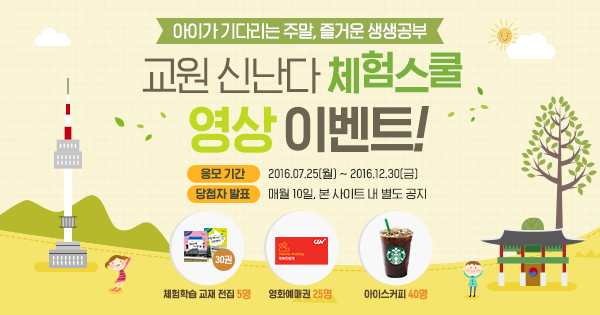 아이가 기다리는 주말, 즐거운 생생공부
교원 신난다 체험스쿨
영상 이벤트!
응모 기간 2016.07.25(월) ~ 2016.12.30(금)
당첨자 발표 매월 10일, 본 사이트 내 별도 공지
30권
CGV
체험학습 교재 전집 5명
영화예매권 25명
아이스커피 40명